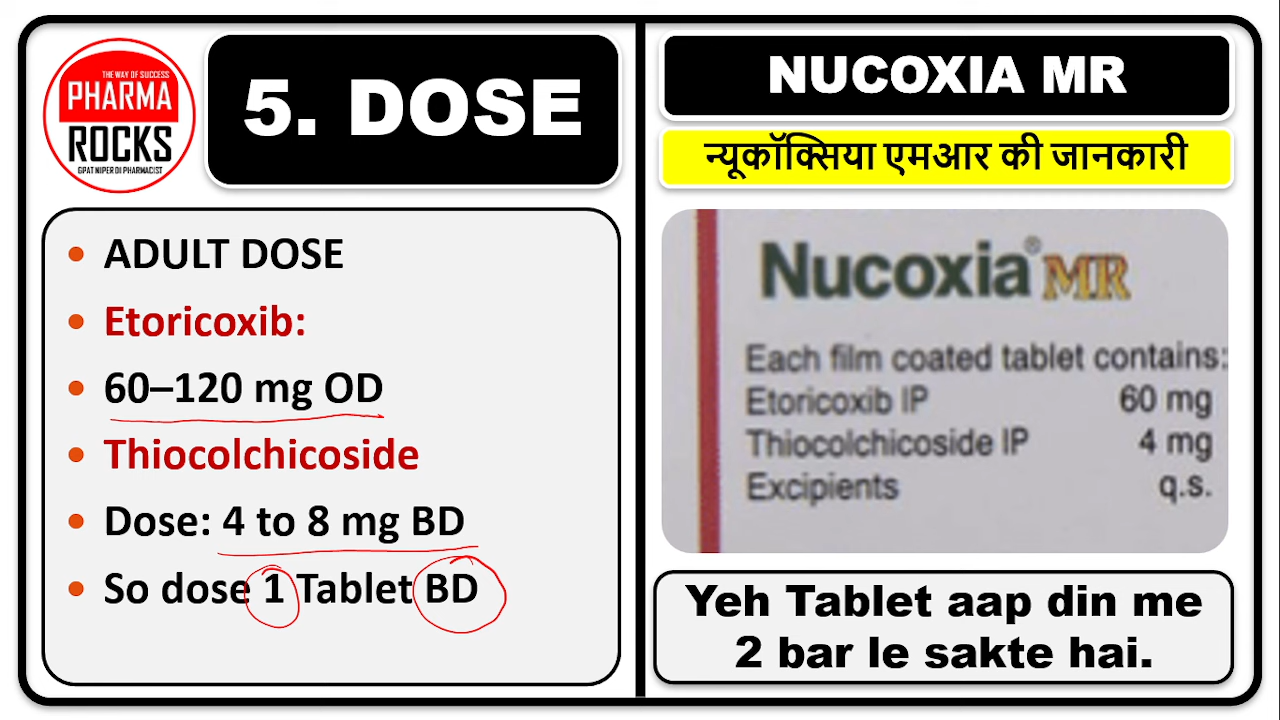 THE WAY OF SUCCESS
PHARMA
ROCKS
GPAT NIPER DI PHARMACIST
5. DOSE
• ADULT DOSE
• Etoricoxib:
• 60–120 mg OD
• Thiocolchicoside
• Dose: 4 to 8 mg BD
• So dose 1 Tablet BD
NUCOXIA MR
न्यूकॉक्सिया एमआर की जानकारी
Nucoxia® MR
Each film coated tablet contains:
Etoricoxib IP 60 mg
Thiocolchicoside IP 4 mg
Excipients q.s.
Yeh Tablet aap din me
2 bar le sakte hai.